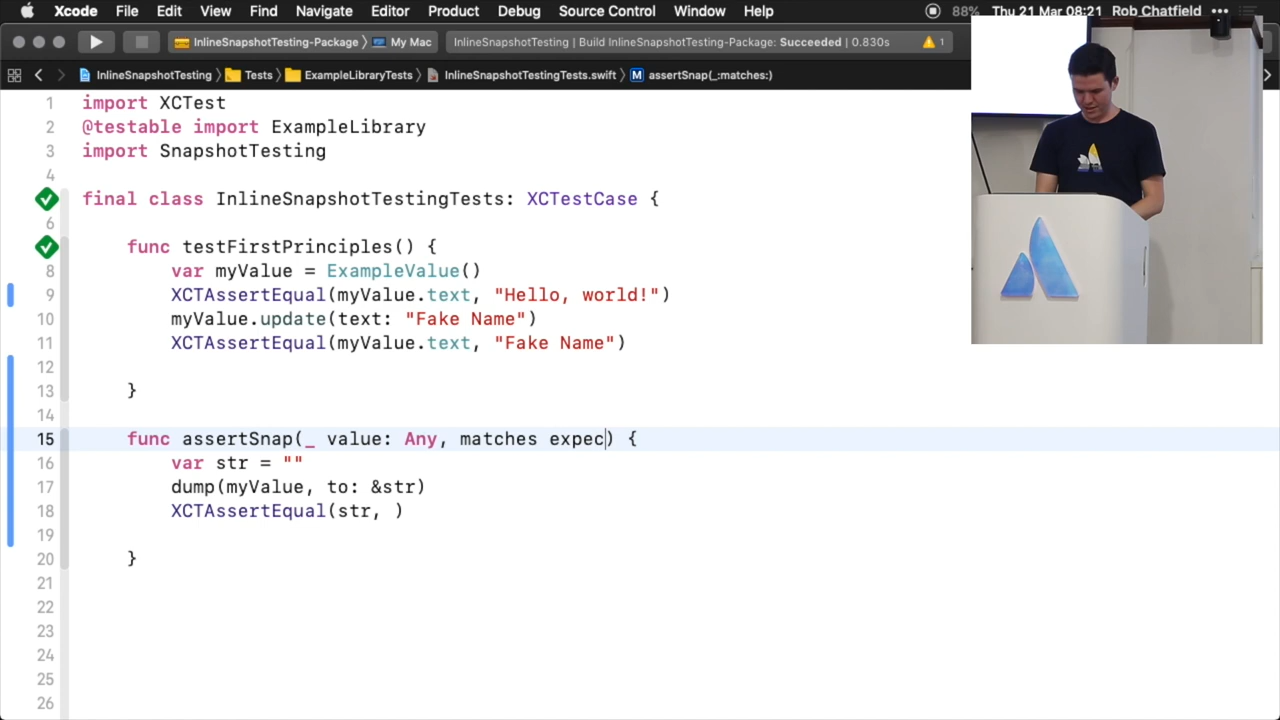 Xcode File Edit View Find Navigate Editor Product Debug Source Control Window Help 88% Thu 21 Mar 08:21 Rob Chatfield
InlineSnapshotTesting-Package My Mac InlineSnapshotTesting | Build InlineSnapshotTesting-Package: Succeeded | 0.830s 1
InlineSnapshotTesting Tests ExampleLibraryTests InlineSnapshotTestingTests.swift M assertSnap(_:matches:)
1 import XCTest
2 @testable import ExampleLibrary
3 import SnapshotTesting
4
final class InlineSnapshotTestingTests: XCTestCase {
6
func testFirstPrinciples() {
8 var myValue = ExampleValue()
9 XCTAssertEqual(myValue.text, "Hello, world!")
10 myValue.update(text: "Fake Name")
11 XCTAssertEqual(myValue.text, "Fake Name")
12
13 }
14
15 func assertSnap(_ value: Any, matches expec) {
16 var str = ""
17 dump(myValue, to: &str)
18 XCTAssertEqual(str, )
19
20 }
21
22
23
24
25
26